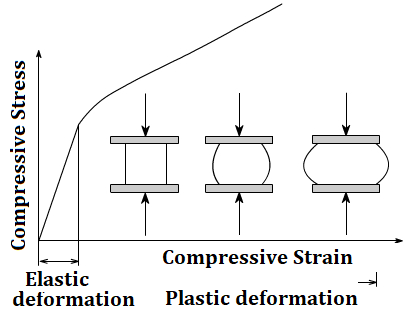 Compressive Stress
Compressive Strain
Elastic
deformation
Plastic deformation